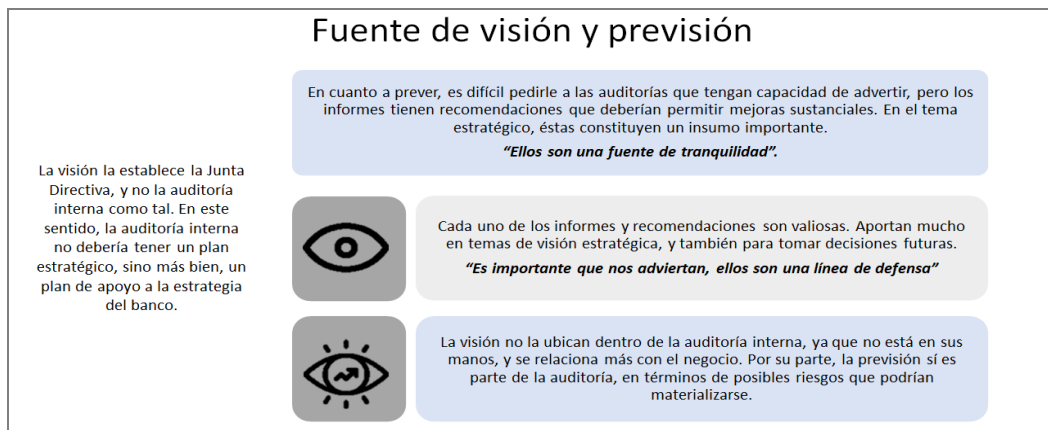 Fuente de visión y previsión
En cuanto a prever, es difícil pedirle a las auditorías que tengan capacidad de advertir, pero los
informes tienen recomendaciones que deberían permitir mejoras sustanciales. En el tema
estratégico, éstas constituyen un insumo importante.
“Ellos son una fuente de tranquilidad”.
La visión la establece la Junta
Directiva, y no la auditoría
interna como tal. En este
sentido, la auditoría interna
no debería tener un plan
estratégico, sino más bien, un
plan de apoyo a la estrategia
del banco.
Cada uno de los informes y recomendaciones son valiosas. Aportan mucho
en temas de visión estratégica, y también para tomar decisiones futuras.
“Es importante que nos adviertan, ellos son una línea de defensa”
La visión no la ubican dentro de la auditoría interna, ya que no está en sus
manos, y se relaciona más con el negocio. Por su parte, la previsión sí es
parte de la auditoría, en términos de posibles riesgos que podrían
materializarse.